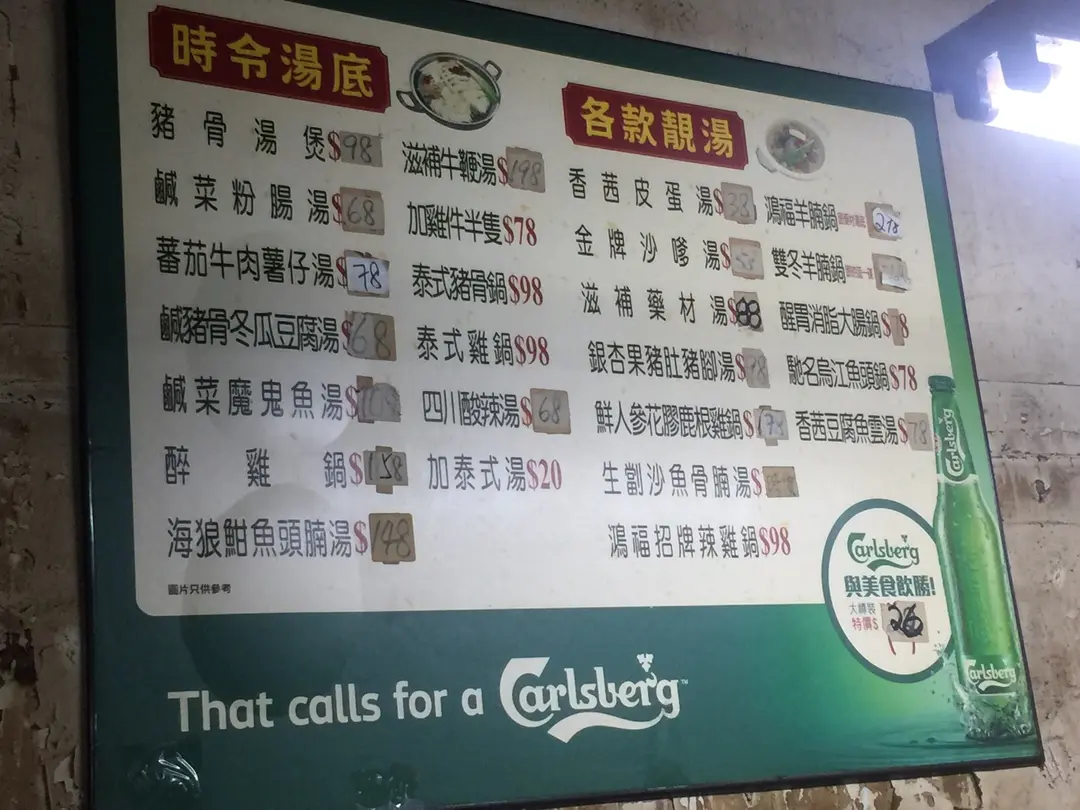 時令湯底
豬骨湯煲$98
鹹菜粉腸湯$68
蕃茄牛肉薯仔湯$78
鹹豬骨冬瓜豆腐湯$68
鹹菜魔鬼魚湯$
醉雞鍋$158
海狼魽魚頭腩湯$148
圖片只供參考
滋補牛鞭湯$198
加雞牛半隻$78
泰式豬骨鍋$98
泰式雞鍋$98
四川酸辣湯$68
加泰式湯$20
各款靚湯
香茜皮蛋湯$
金牌沙嗲湯$
滋補藥材湯$88
銀杏果豬肚豬腳湯$
鮮人參花膠鹿根雞鍋$
生劏沙魚骨腩湯$
鴻福招牌辣雞鍋$98
鴻福羊腩鍋
雙冬羊腩鍋
醒胃消脂大腸鍋$
馳名烏江魚頭鍋$78
香茜豆腐魚雲湯$78
Carlsberg
Carlsberg
與美食飲勝!
大樽裝
特價$
Carlsberg
That calls for a Carlsberg™